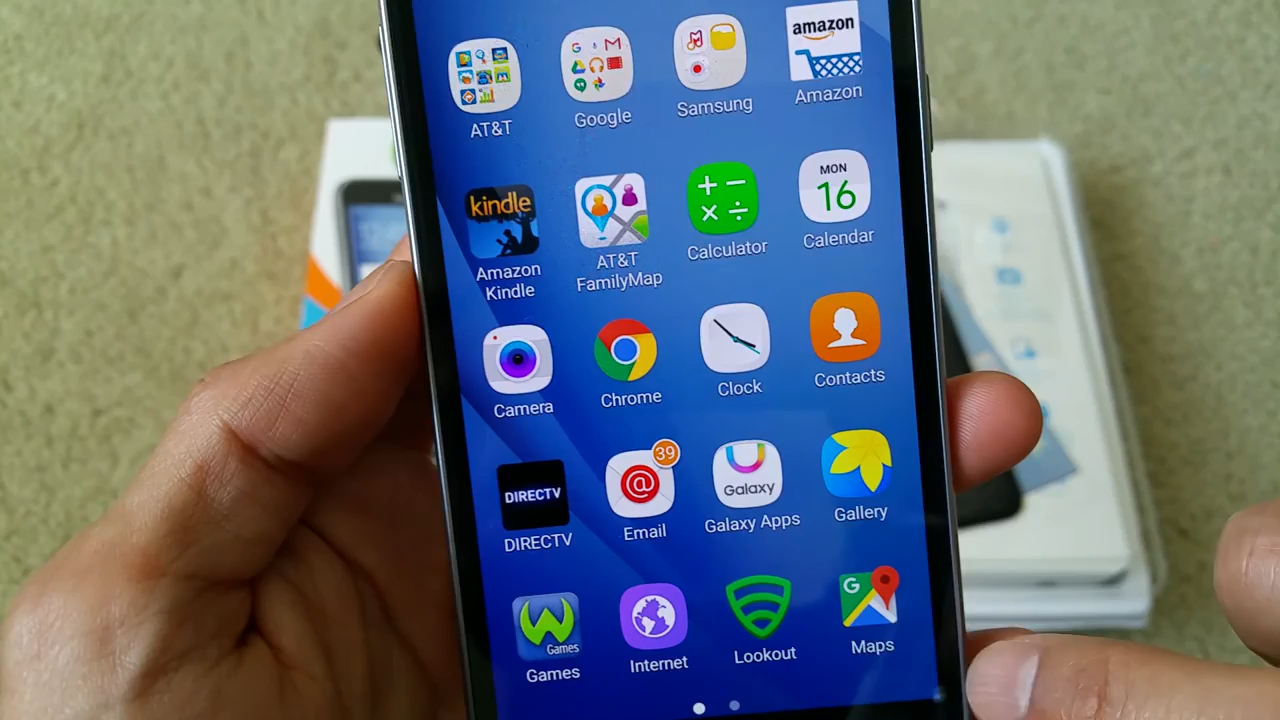 amazon
AT&T
Google
Samsung
Amazon
kindle
MON
16
Amazon
Kindle
AT&T
FamilyMap
Calculator
Calendar
Camera
Chrome
Clock
Contacts
DIRECTV
39
Galaxy
DIRECTV
Email
Galaxy Apps
Gallery
Games
G
Games
Internet
Lookout
Maps